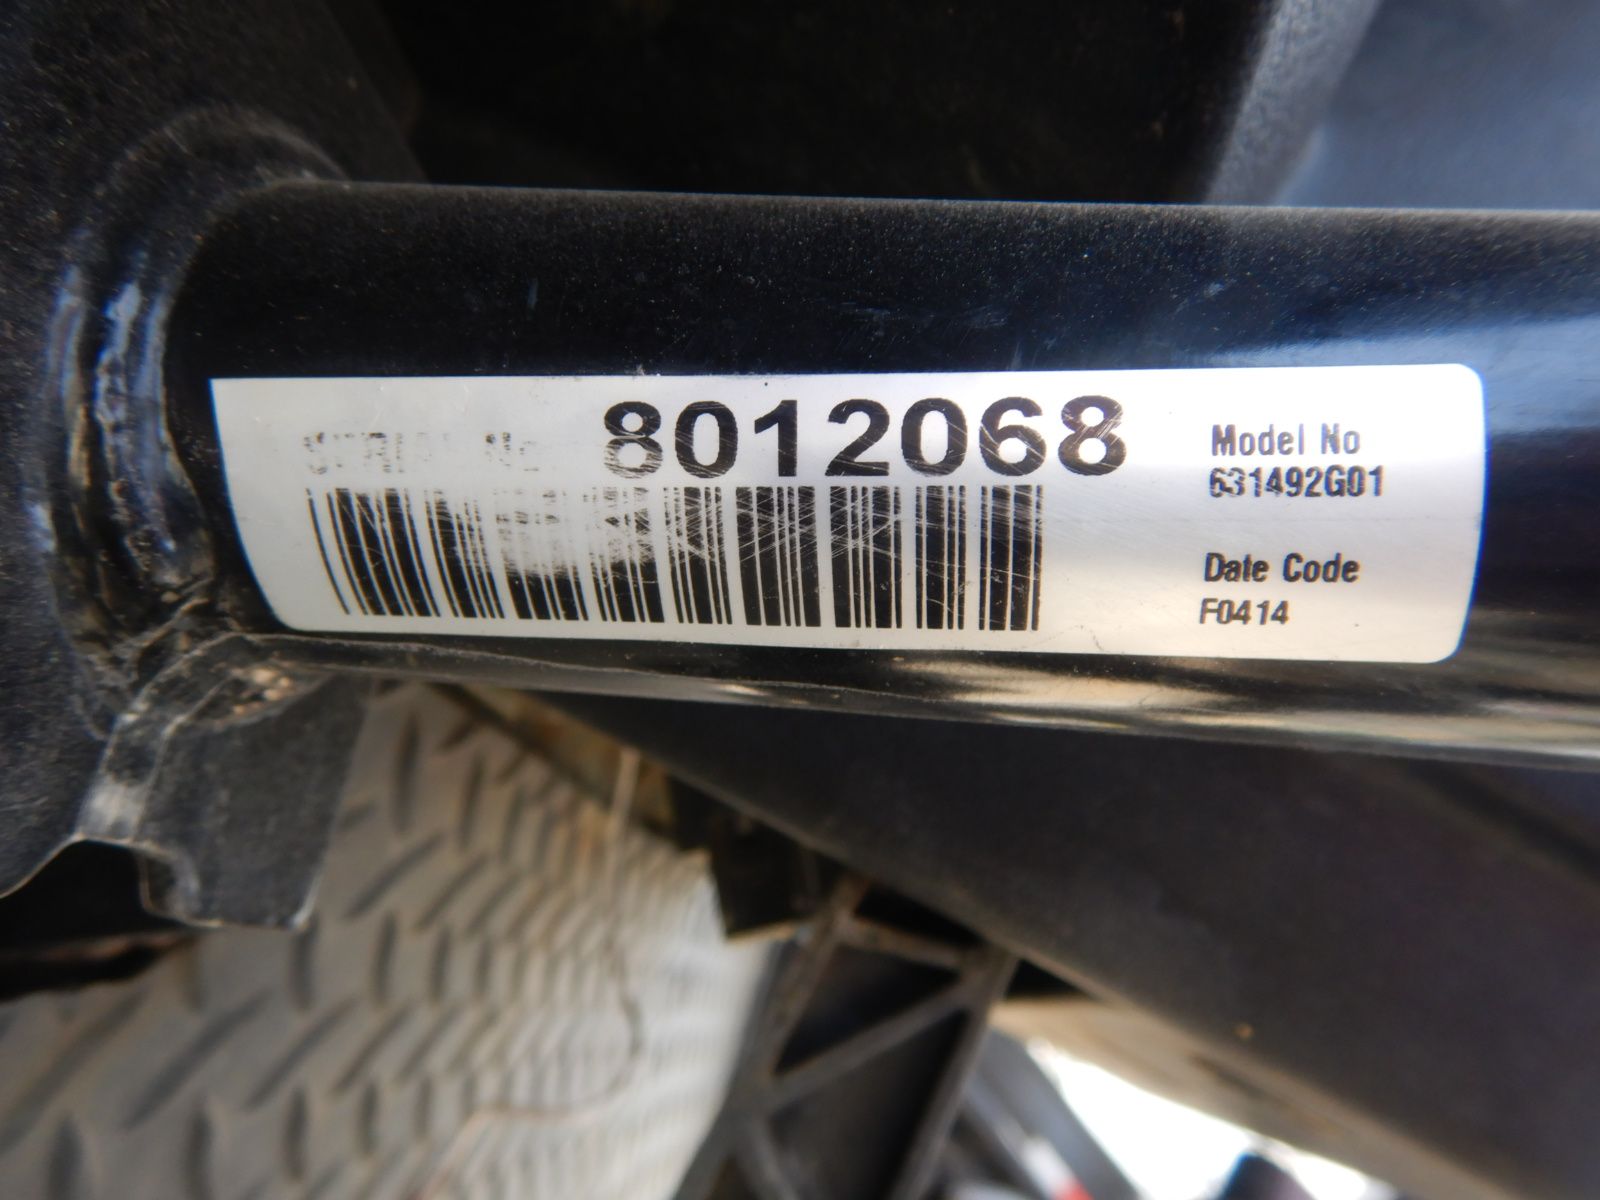 8012068
Model No
631492G01
Date Code
F0414